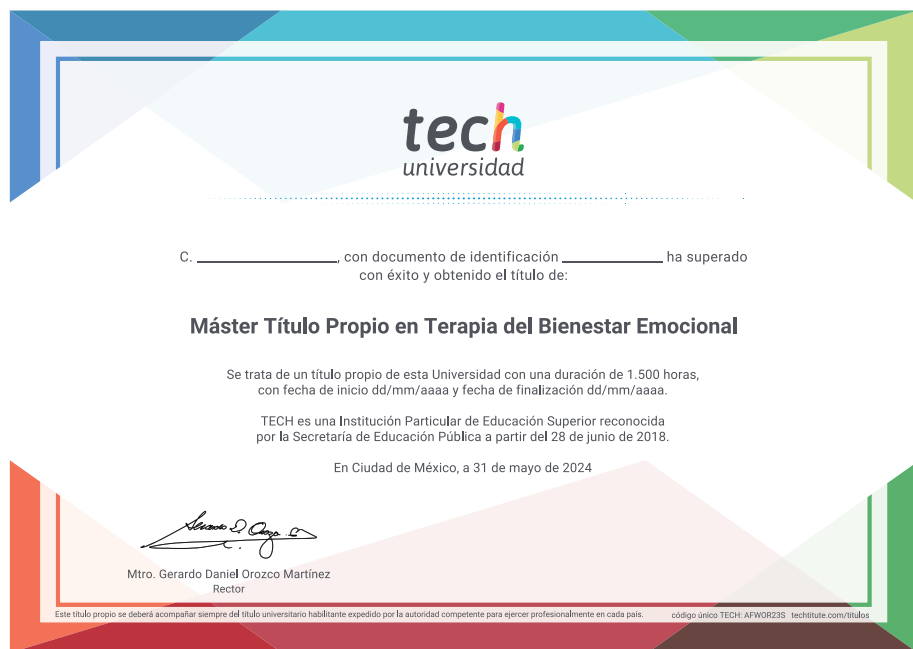 tech
universidad
C. ____________________, con documento de identificación ______________ ha superado
con éxito y obtenido el título de:
Máster Título Propio en Terapia del Bienestar Emocional
Se trata de un título propio de esta Universidad con una duración de 1.500 horas,
con fecha de inicio dd/mm/aaaa y fecha de finalización dd/mm/aaaa.
TECH es una Institución Particular de Educación Superior reconocida
por la Secretaría de Educación Pública a partir del 28 de junio de 2018.
En Ciudad de México, a 31 de mayo de 2024
Mtro. Gerardo Daniel Orozco Martínez
Rector
Este título propio se deberá acompañar siempre del título universitario habilitante expedido por la autoridad competente para ejercer profesionalmente en cada país. código único TECH: AFWOR23S techtitute.com/titulos